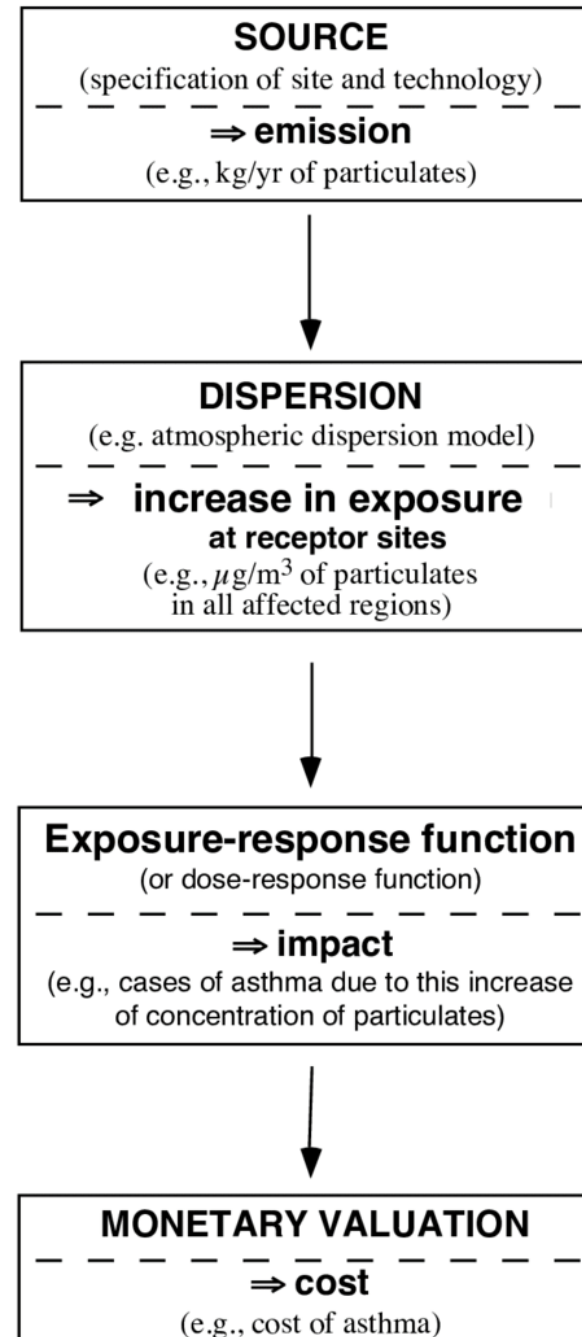 SOURCE
(specification of site and technology)
⇒ emission
(e.g., kg/yr of particulates)
DISPERSION
(e.g. atmospheric dispersion model)
⇒ increase in exposure
at receptor sites
(e.g., μg/m³ of particulates
in all affected regions)
Exposure-response function
(or dose-response function)
⇒ impact
(e.g., cases of asthma due to this increase
of concentration of particulates)
MONETARY VALUATION
⇒ cost
(e.g., cost of asthma)